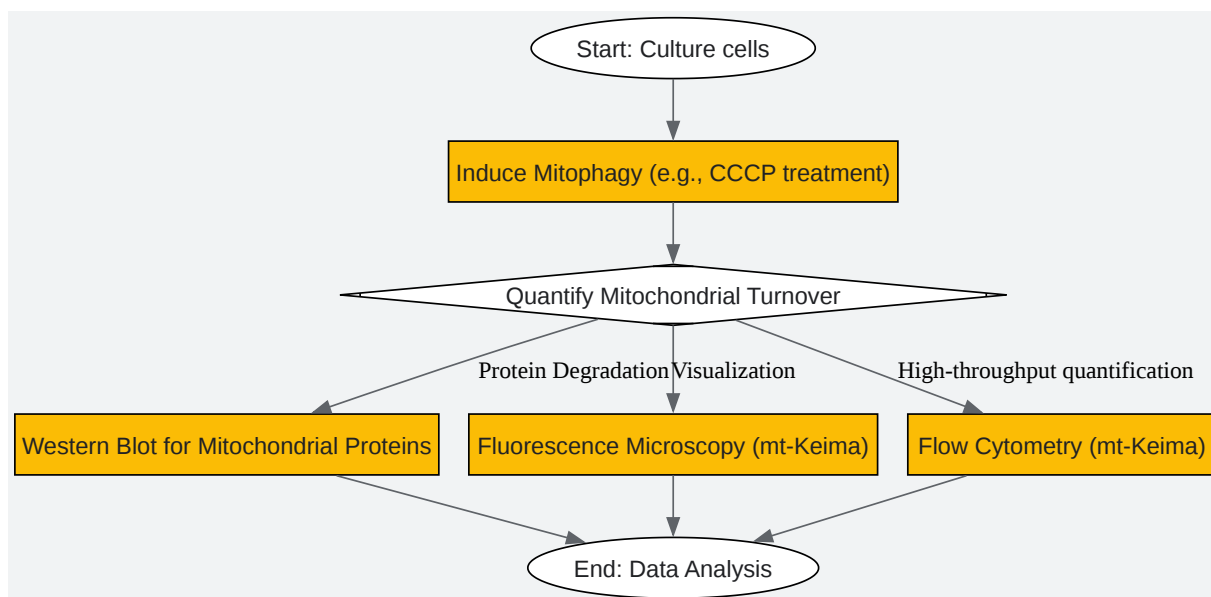 Start: Culture cells
Induce Mitophagy (e.g., CCCP treatment)
Quantify Mitochondrial Turnover
Protein Degradation
Visualization
High-throughput quantification
Western Blot for Mitochondrial Proteins
Fluorescence Microscopy (mt-Keima)
Flow Cytometry (mt-Keima)
End: Data Analysis